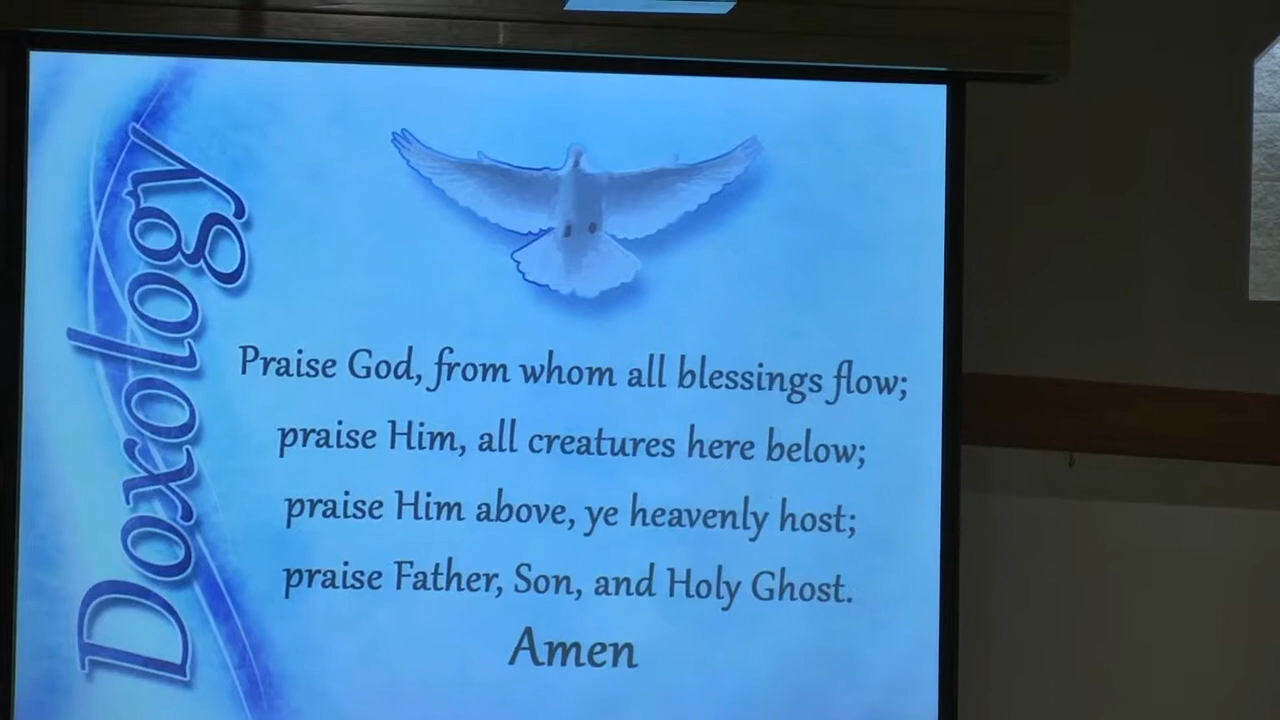 Doxology
Praise God, from whom all blessings flow;
praise Him, all creatures here below;
praise Him above, ye heavenly host;
praise Father, Son, and Holy Ghost.
Amen